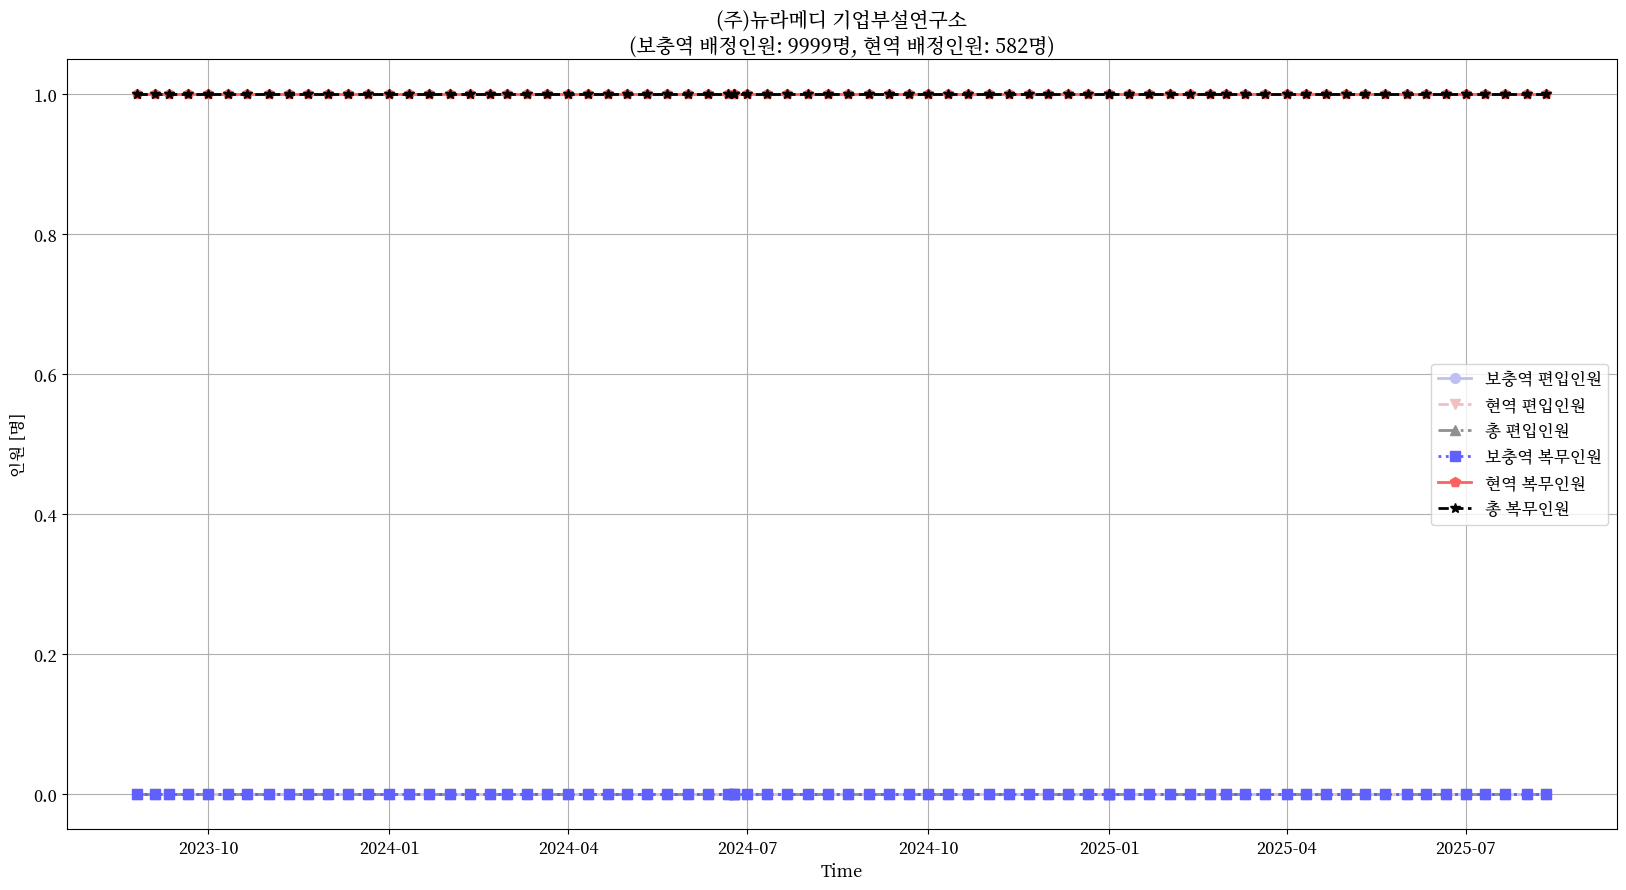 (주)뉴라메디 기업부설연구소
(보충역 배정인원: 9999명, 현역 배정인원: 582명)
1.0
0.8
0.6
0.4
0.2
0.0
인원 [명]
보충역 편입인원
현역 편입인원
총 편입인원
보충역 복무인원
현역 복무인원
총 복무인원
2023-10 2024-01 2024-04 2024-07 2024-10 2025-01 2025-04 2025-07
Time